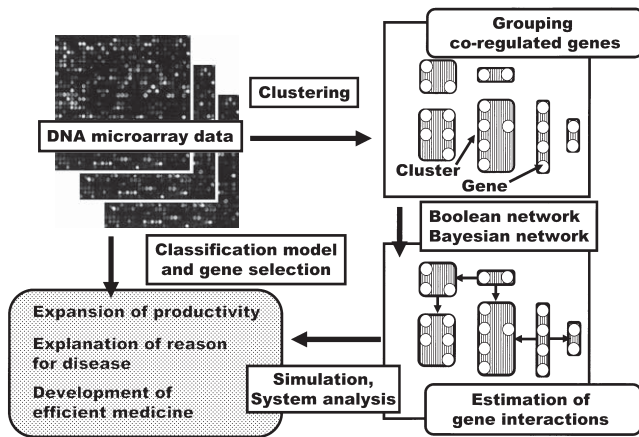 Grouping
co-regulated genes
Clustering
DNA microarray data
Cluster
Gene
Boolean network
Bayesian network
Classification model
and gene selection
Expansion of productivity
Explanation of reason
for disease
Development of
efficient medicine
Simulation,
System analysis
Estimation of
gene interactions